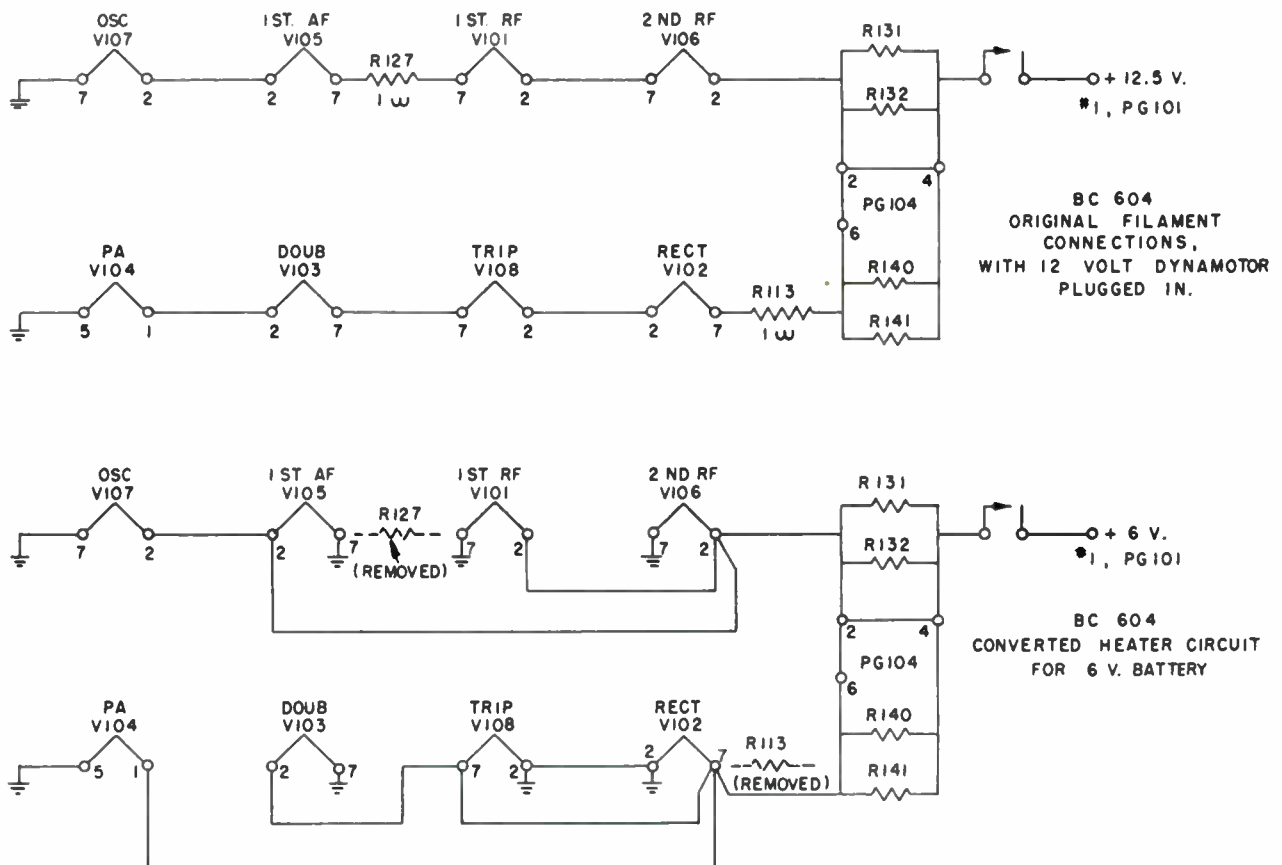 OSC
V107
1ST. AF
V105
1ST. RF
V101
2ND RF
V106
R131
R127
1 ω
R132
7 2 2 7 7 2 7 2
+ 12.5 V.
#1, PG101
2 4
PG104
6
BC 604
ORIGINAL FILAMENT
CONNECTIONS,
WITH 12 VOLT DYNAMOTOR
PLUGGED IN.
PA
V104
DOUB
V103
TRIP
V108
RECT
V102
R113
1 ω
R140
R141
5 1 2 7 7 2 2 7
OSC
V107
1ST AF
V105
1ST RF
V101
2ND RF
V106
R131
R127
(REMOVED)
R132
7 2 2 7 7 2 7 2
+ 6 V.
#1, PG101
2 4
PG104
6
BC 604
CONVERTED HEATER CIRCUIT
FOR 6 V. BATTERY
PA
V104
DOUB
V103
TRIP
V108
RECT
V102
R113
(REMOVED)
R140
R141
5 1 2 7 7 2 2 7